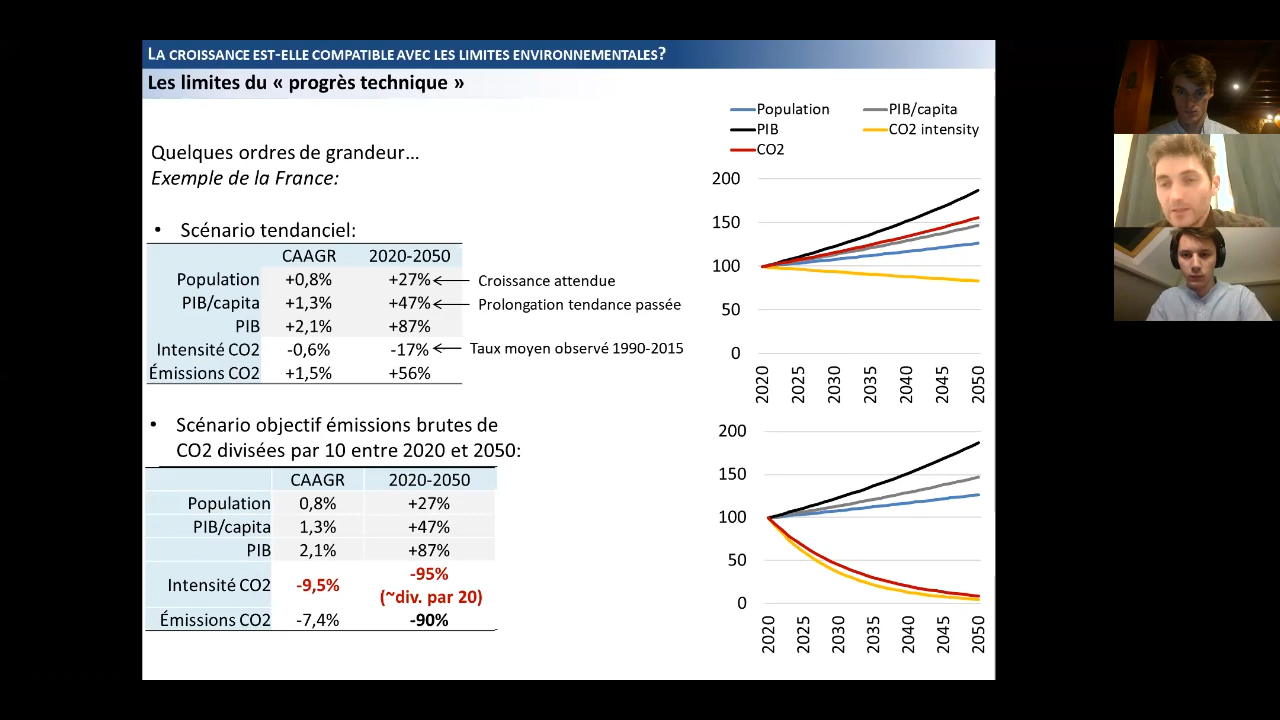 LA CROISSANCE EST-ELLE COMPATIBLE AVEC LES LIMITES ENVIRONNEMENTALES?
Les limites du « progrès technique »
Quelques ordres de grandeur…
Exemple de la France:
• Scénario tendanciel:
CAAGR 2020-2050
Population +0,8% +27% Croissance attendue
PIB/capita +1,3% +47% Prolongation tendance passée
PIB +2,1% +87%
Intensité CO2 -0,6% -17% Taux moyen observé 1990-2015
Émissions CO2 +1,5% +56%
• Scénario objectif émissions brutes de
CO2 divisées par 10 entre 2020 et 2050:
CAAGR 2020-2050
Population 0,8% +27%
PIB/capita 1,3% +47%
PIB 2,1% +87%
Intensité CO2 -9,5% -95%
(~div. par 20)
Émissions CO2 -7,4% -90%
Population PIB/capita
PIB CO2 intensity
CO2
200
150
100
50
0
2020 2025 2030 2035 2040 2045 2050
200
150
100
50
0
2020 2025 2030 2035 2040 2045 2050